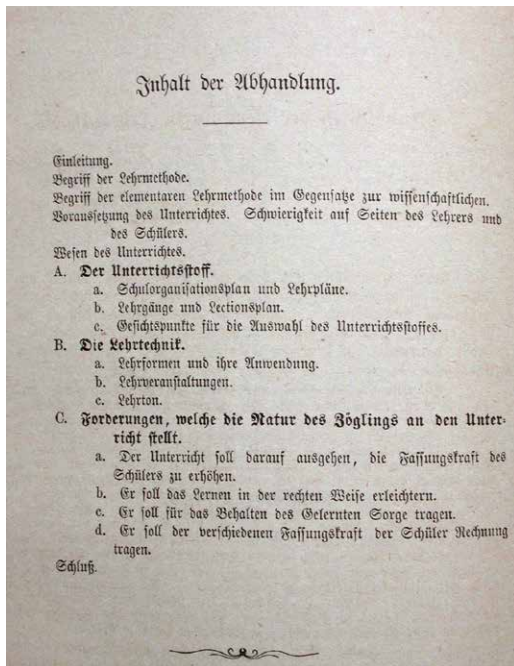 Inhalt der Abhandlung.
Einleitung.
Begriff der Lehrmethode.
Begriff der elementaren Lehrmethode im Gegensatze zur wissenschaftlichen.
Voraussetzung des Unterrichtes. Schwierigkeit auf Seiten des Lehrers und
des Schülers.
Wesen des Unterrichtes.
A. Der Unterrichtsstoff.
a. Schulorganisationsplan und Lehrpläne.
b. Lehrgänge und Lectionsplan.
c. Gesichtspunkte für die Auswahl des Unterrichtsstoffes.
B. Die Lehrtechnik.
a. Lehrformen und ihre Anwendung.
b. Lehrveranstaltungen.
c. Lehrton.
C. Forderungen, welche die Natur des Zöglings an den Unter-
richt stellt.
a. Der Unterricht soll darauf ausgehen, die Fassungskraft des
Schülers zu erhöhen.
b. Er soll das Lernen in der rechten Weise erleichtern.
c. Er soll für das Behalten des Gelernten Sorge tragen.
d. Er soll der verschiedenen Fassungskraft der Schüler Rechnung
tragen.
Schluß.